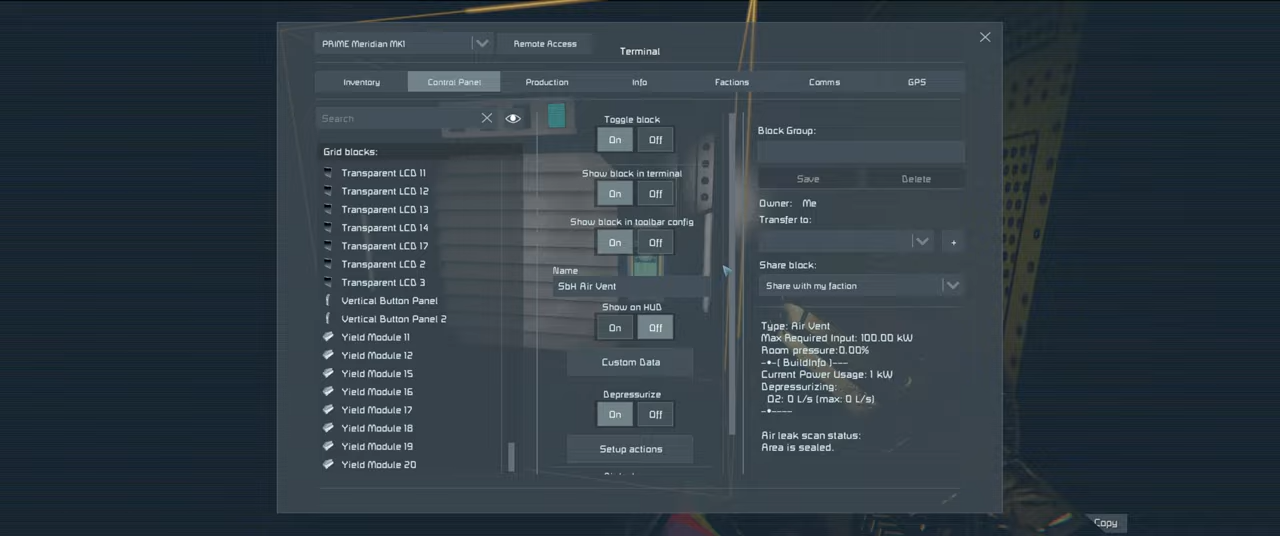 PRIME Meridian MK1
Remote Access
Terminal
Inventory
Control Panel
Production
Info
Factions
Comms
GPS
Search
Grid blocks:
Transparent LCD 11
Transparent LCD 12
Transparent LCD 13
Transparent LCD 14
Transparent LCD 17
Transparent LCD 2
Transparent LCD 3
Vertical Button Panel
Vertical Button Panel 2
Yield Module 11
Yield Module 12
Yield Module 15
Yield Module 16
Yield Module 17
Yield Module 18
Yield Module 19
Yield Module 20
Toggle block
On Off
Show block in terminal
On Off
Show block in toolbar config
On Off
Name
SbH Air Vent
Show on HUD
On Off
Custom Data
Depressurize
On Off
Setup actions
Block Group:
Save
Delete
Owner: Me
Transfer to:
+
Share block:
Share with my faction
Type: Air Vent
Max Required Input: 100.00 kW
Room pressure:0.00%
-•-( BuildInfo )---
Current Power Usage: 1 kW
Depressurizing:
O2: 0 L/s (max: 0 L/s)
-•----
Air leak scan status:
Area is sealed.
Copy